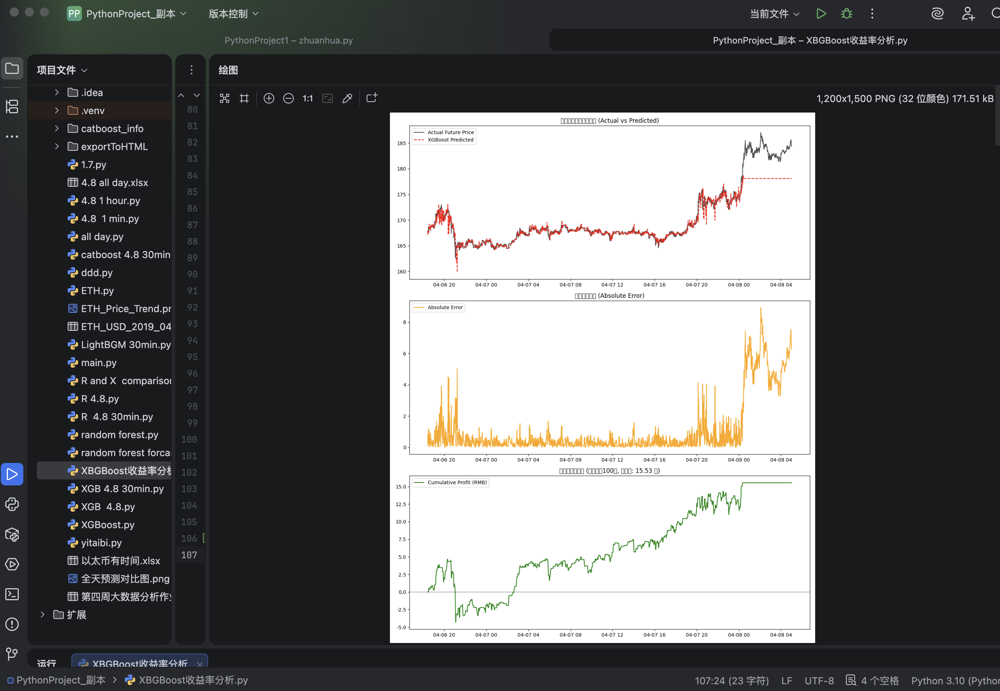 PP PythonProject_副本
版本控制
当前文件
PythonProject1 – zhuanhua.py
PythonProject_副本 – XBGBoost收益率分析.py
项目文件
绘图
1:1
1,200x1,500 PNG (32 位颜色) 171.51 kB
.idea
.venv
catboost_info
exportToHTML
1.7.py
4.8 all day.xlsx
4.8 1 hour.py
4.8  1 min.py
all day.py
catboost 4.8 30min
ddd.py
ETH.py
ETH_Price_Trend.pr
ETH_USD_2019_04
LightBGM 30min.py
main.py
R and X  comparisor
R 4.8.py
R  4.8 30min.py
random forest.py
random forest forca
XBGBoost收益率分析
XGB 4.8 30min.py
XGB  4.8.py
XGBoost.py
yitaibi.py
以太币有时间.xlsx
全天预测对比图.png
第四周大数据分析作
扩展
80
81
82
83
84
85
86
87
88
89
90
91
92
93
94
95
96
97
98
99
100
101
102
103
104
105
106
107
(Actual vs Predicted)
Actual Future Price
XGBoost Predicted
185
180
175
170
165
160
04-06 20 04-07 00 04-07 04 04-07 08 04-07 12 04-07 16 04-07 20 04-08 00 04-08 04
(Absolute Error)
Absolute Error
8
6
4
2
0
04-06 20 04-07 00 04-07 04 04-07 08 04-07 12 04-07 16 04-07 20 04-08 00 04-08 04
100 , : 15.53 )
Cumulative Profit (RMB)
15.0
12.5
10.0
7.5
5.0
2.5
0.0
-2.5
-5.0
04-06 20 04-07 00 04-07 04 04-07 08 04-07 12 04-07 16 04-07 20 04-08 00 04-08 04
运行
XBGBoost收益率分析
PythonProject_副本
XBGBoost收益率分析.py
107:24 (23 字符)
LF
UTF-8
4 个空格
Python 3.10 (Pytho